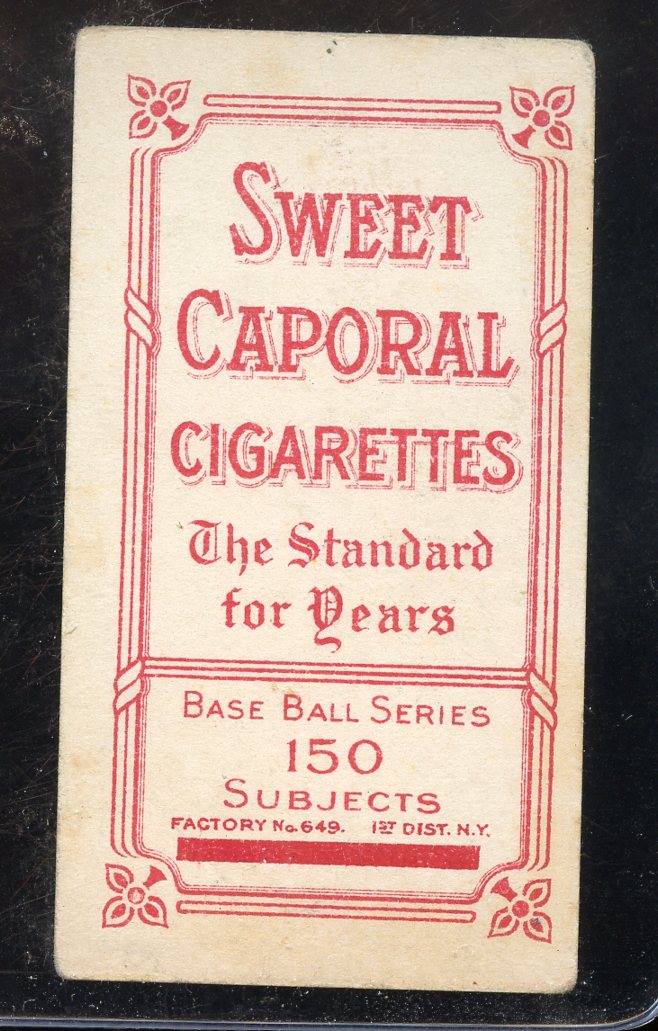 SWEET
CAPORAL
CIGARETTES
The Standard
for Years
BASE BALL SERIES
150
SUBJECTS
FACTORY No. 649. 1ST DIST. N.Y.